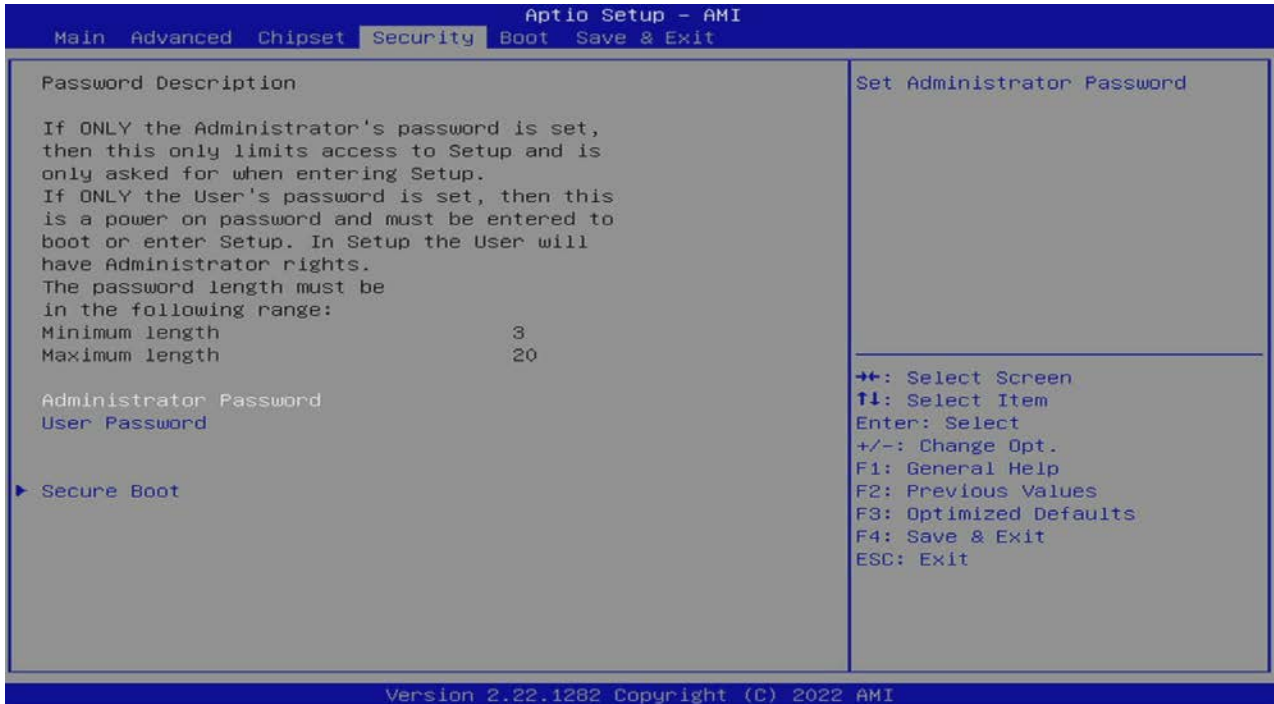 Aptio Setup – AMI
Main Advanced Chipset Security Boot Save & Exit
Password Description
If ONLY the Administrator's password is set,
then this only limits access to Setup and is
only asked for when entering Setup.
If ONLY the User's password is set, then this
is a power on password and must be entered to
boot or enter Setup. In Setup the User will
have Administrator rights.
The password length must be
in the following range:
Minimum length 3
Maximum length 20
Administrator Password
User Password
► Secure Boot
Set Administrator Password
→←: Select Screen
↑↓: Select Item
Enter: Select
+/-: Change Opt.
F1: General Help
F2: Previous Values
F3: Optimized Defaults
F4: Save & Exit
ESC: Exit
Version 2.22.1282 Copyright (C) 2022 AMI